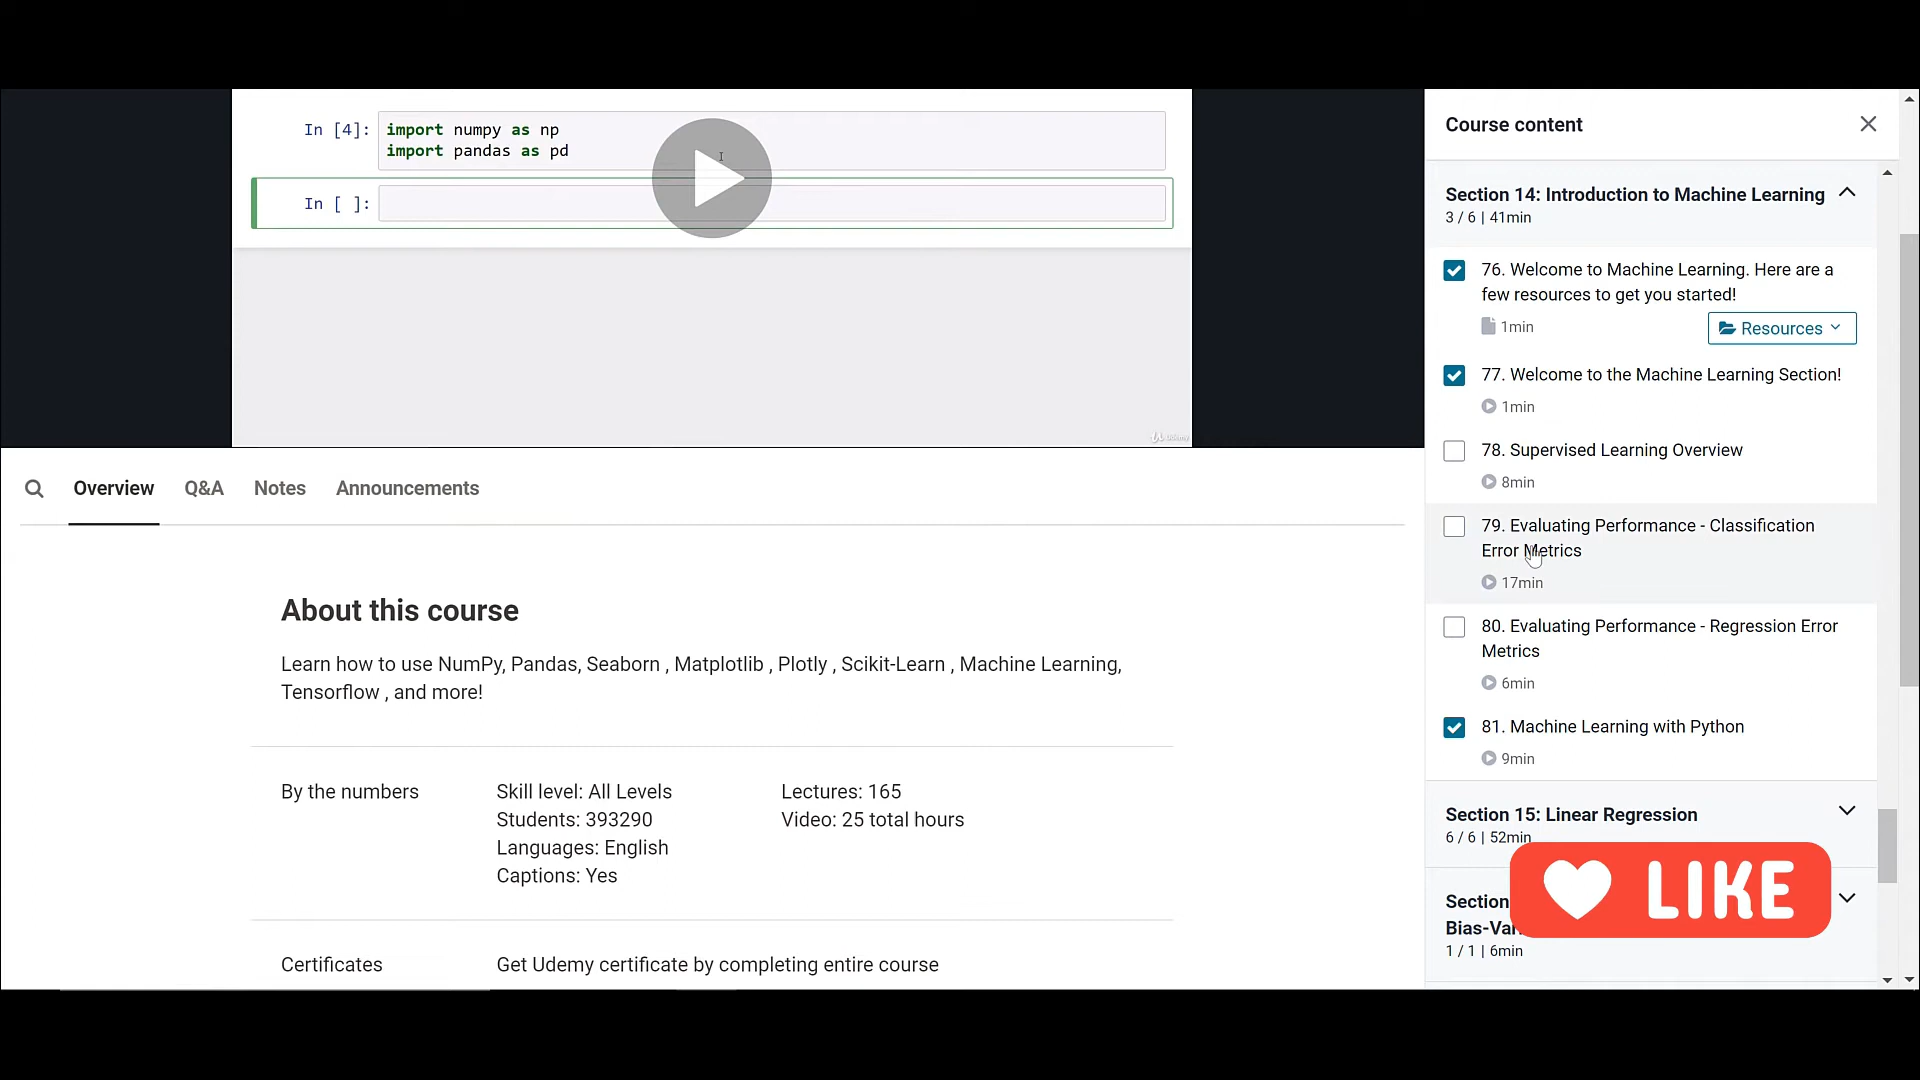 In [4]: import numpy as np
import pandas as pd
In [ ]:
Udemy
Overview Q&A Notes Announcements
About this course
Learn how to use NumPy, Pandas, Seaborn , Matplotlib , Plotly , Scikit-Learn , Machine Learning,
Tensorflow , and more!
By the numbers
Skill level: All Levels
Students: 393290
Languages: English
Captions: Yes
Lectures: 165
Video: 25 total hours
Certificates
Get Udemy certificate by completing entire course
Course content
Section 14: Introduction to Machine Learning
3 / 6 | 41min
76. Welcome to Machine Learning. Here are a
few resources to get you started!
1min
Resources
77. Welcome to the Machine Learning Section!
1min
78. Supervised Learning Overview
8min
79. Evaluating Performance - Classification
Error Metrics
17min
80. Evaluating Performance - Regression Error
Metrics
6min
81. Machine Learning with Python
9min
Section 15: Linear Regression
6 / 6 | 52min
Section
Bias-Var
1 / 1 | 6min
LIKE